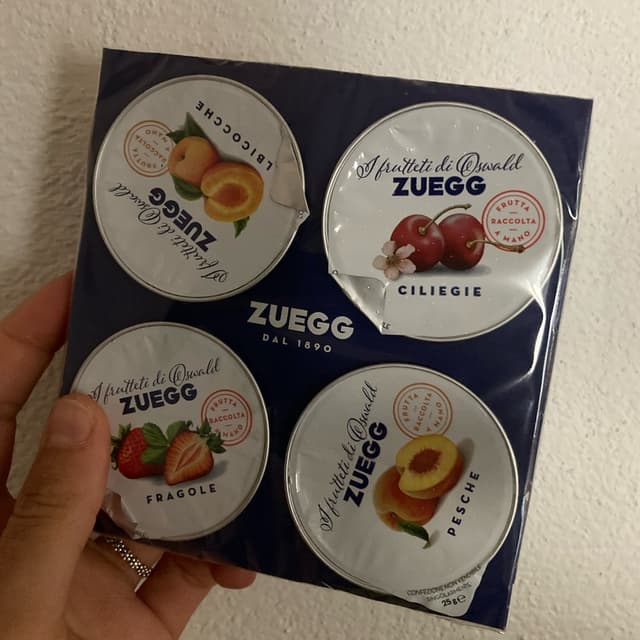 I frutteti di Oswald
ZUEGG
FRUTTA
RACCOLTA
A MANO
LBICOCCHE
I frutteti di Oswald
ZUEGG
FRUTTA
RACCOLTA
A MANO
CILIEGIE
ZUEGG
DAL 1890
I frutteti di Oswald
ZUEGG
FRUTTA
RACCOLTA
A MANO
FRAGOLE
I frutteti di Oswald
ZUEGG
FRUTTA
RACCOLTA
A MANO
PESCHE
CONFEZIONE NON VENDIBILE
SINGOLARMENTE
25 g e